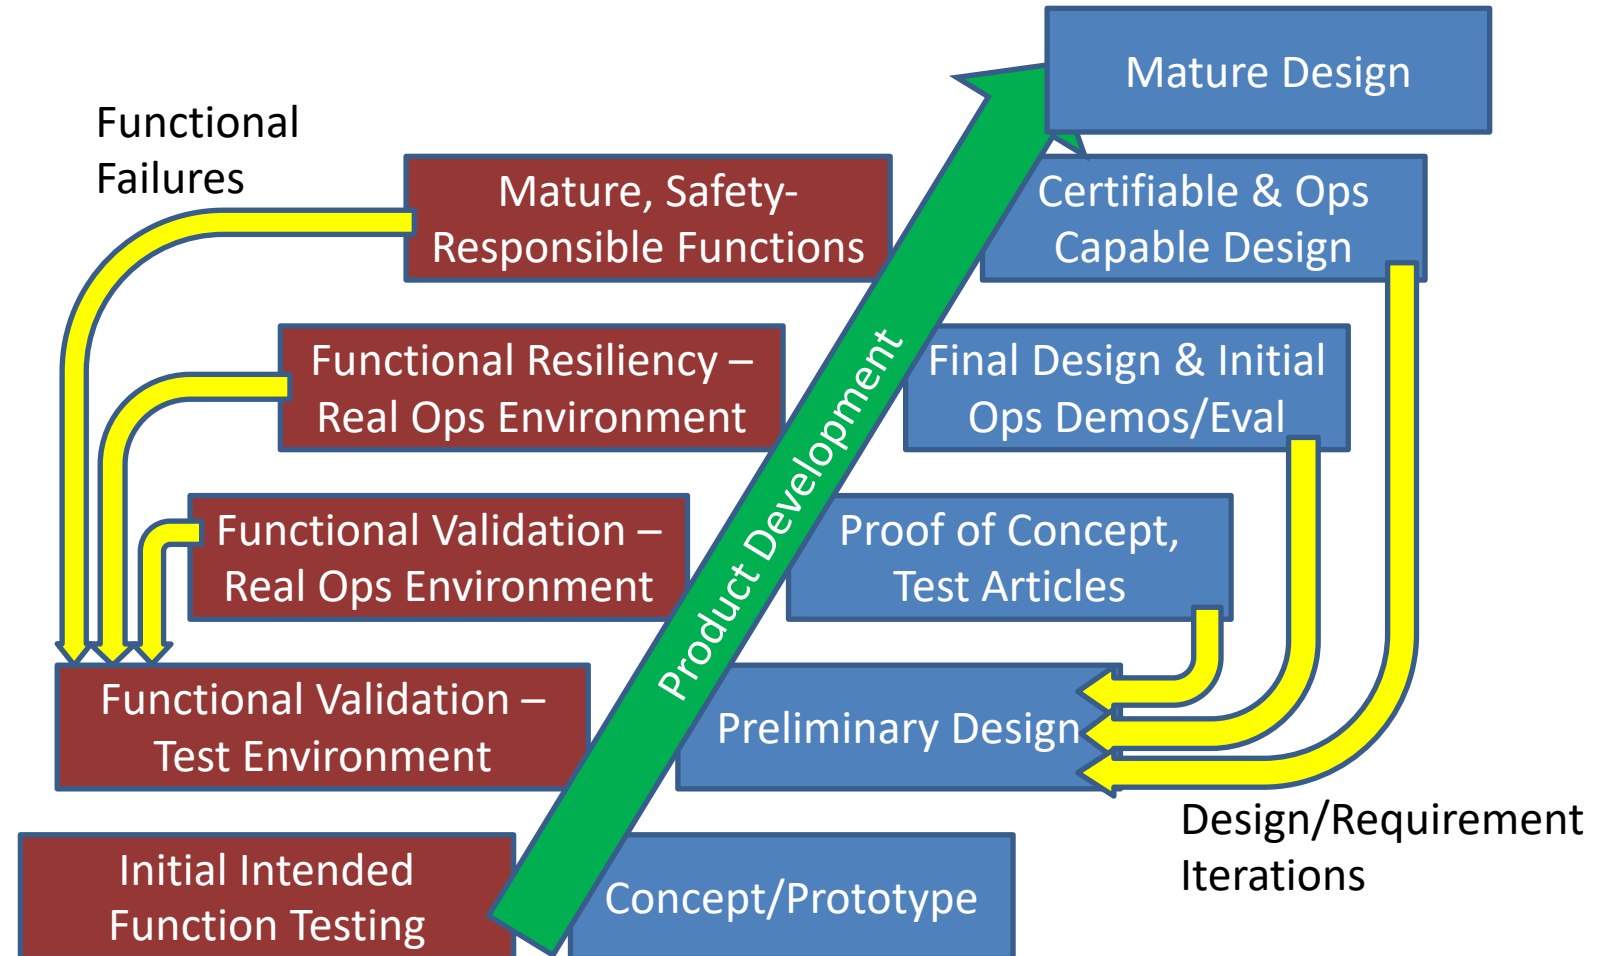 Mature Design
Functional
Failures
Mature, Safety-
Responsible Functions
Certifiable & Ops
Capable Design
Functional Resiliency –
Real Ops Environment
Final Design & Initial
Ops Demos/Eval
Product Development
Functional Validation –
Real Ops Environment
Proof of Concept,
Test Articles
Functional Validation –
Test Environment
Preliminary Design
Design/Requirement
Iterations
Initial Intended
Function Testing
Concept/Prototype